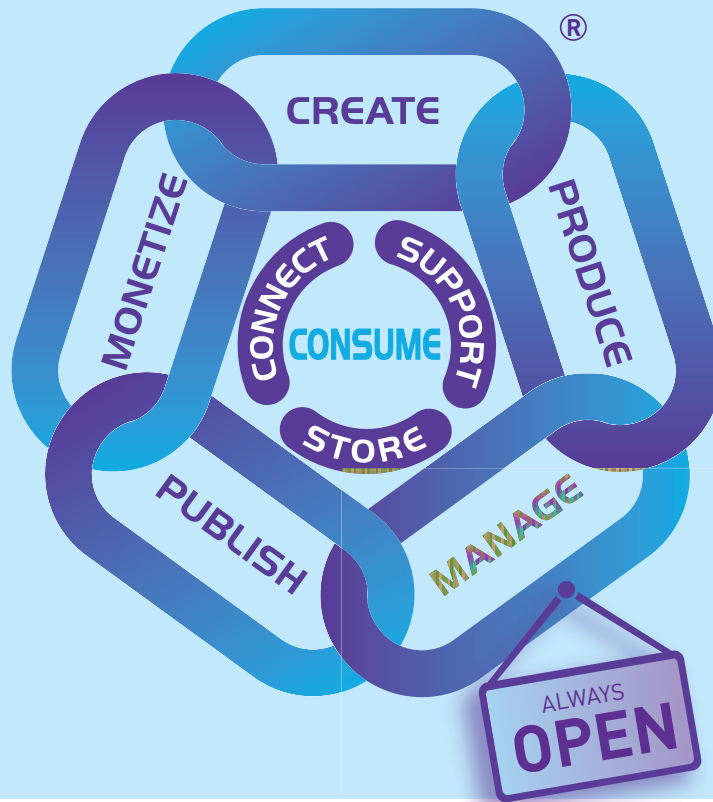 ®
CREATE
PRODUCE
MANAGE
PUBLISH
MONETIZE
CONNECT
SUPPORT
STORE
CONSUME
ALWAYS
OPEN